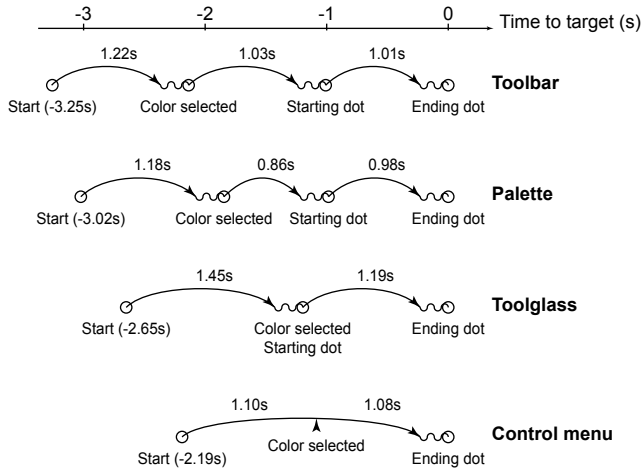 -3 -2 -1 0 Time to target (s)
1.22s 1.03s 1.01s
Toolbar
Start (-3.25s) Color selected Starting dot Ending dot
1.18s 0.86s 0.98s
Palette
Start (-3.02s) Color selected Starting dot Ending dot
1.45s 1.19s
Toolglass
Start (-2.65s) Color selected Ending dot
Starting dot
1.10s 1.08s
Control menu
Color selected
Start (-2.19s) Ending dot